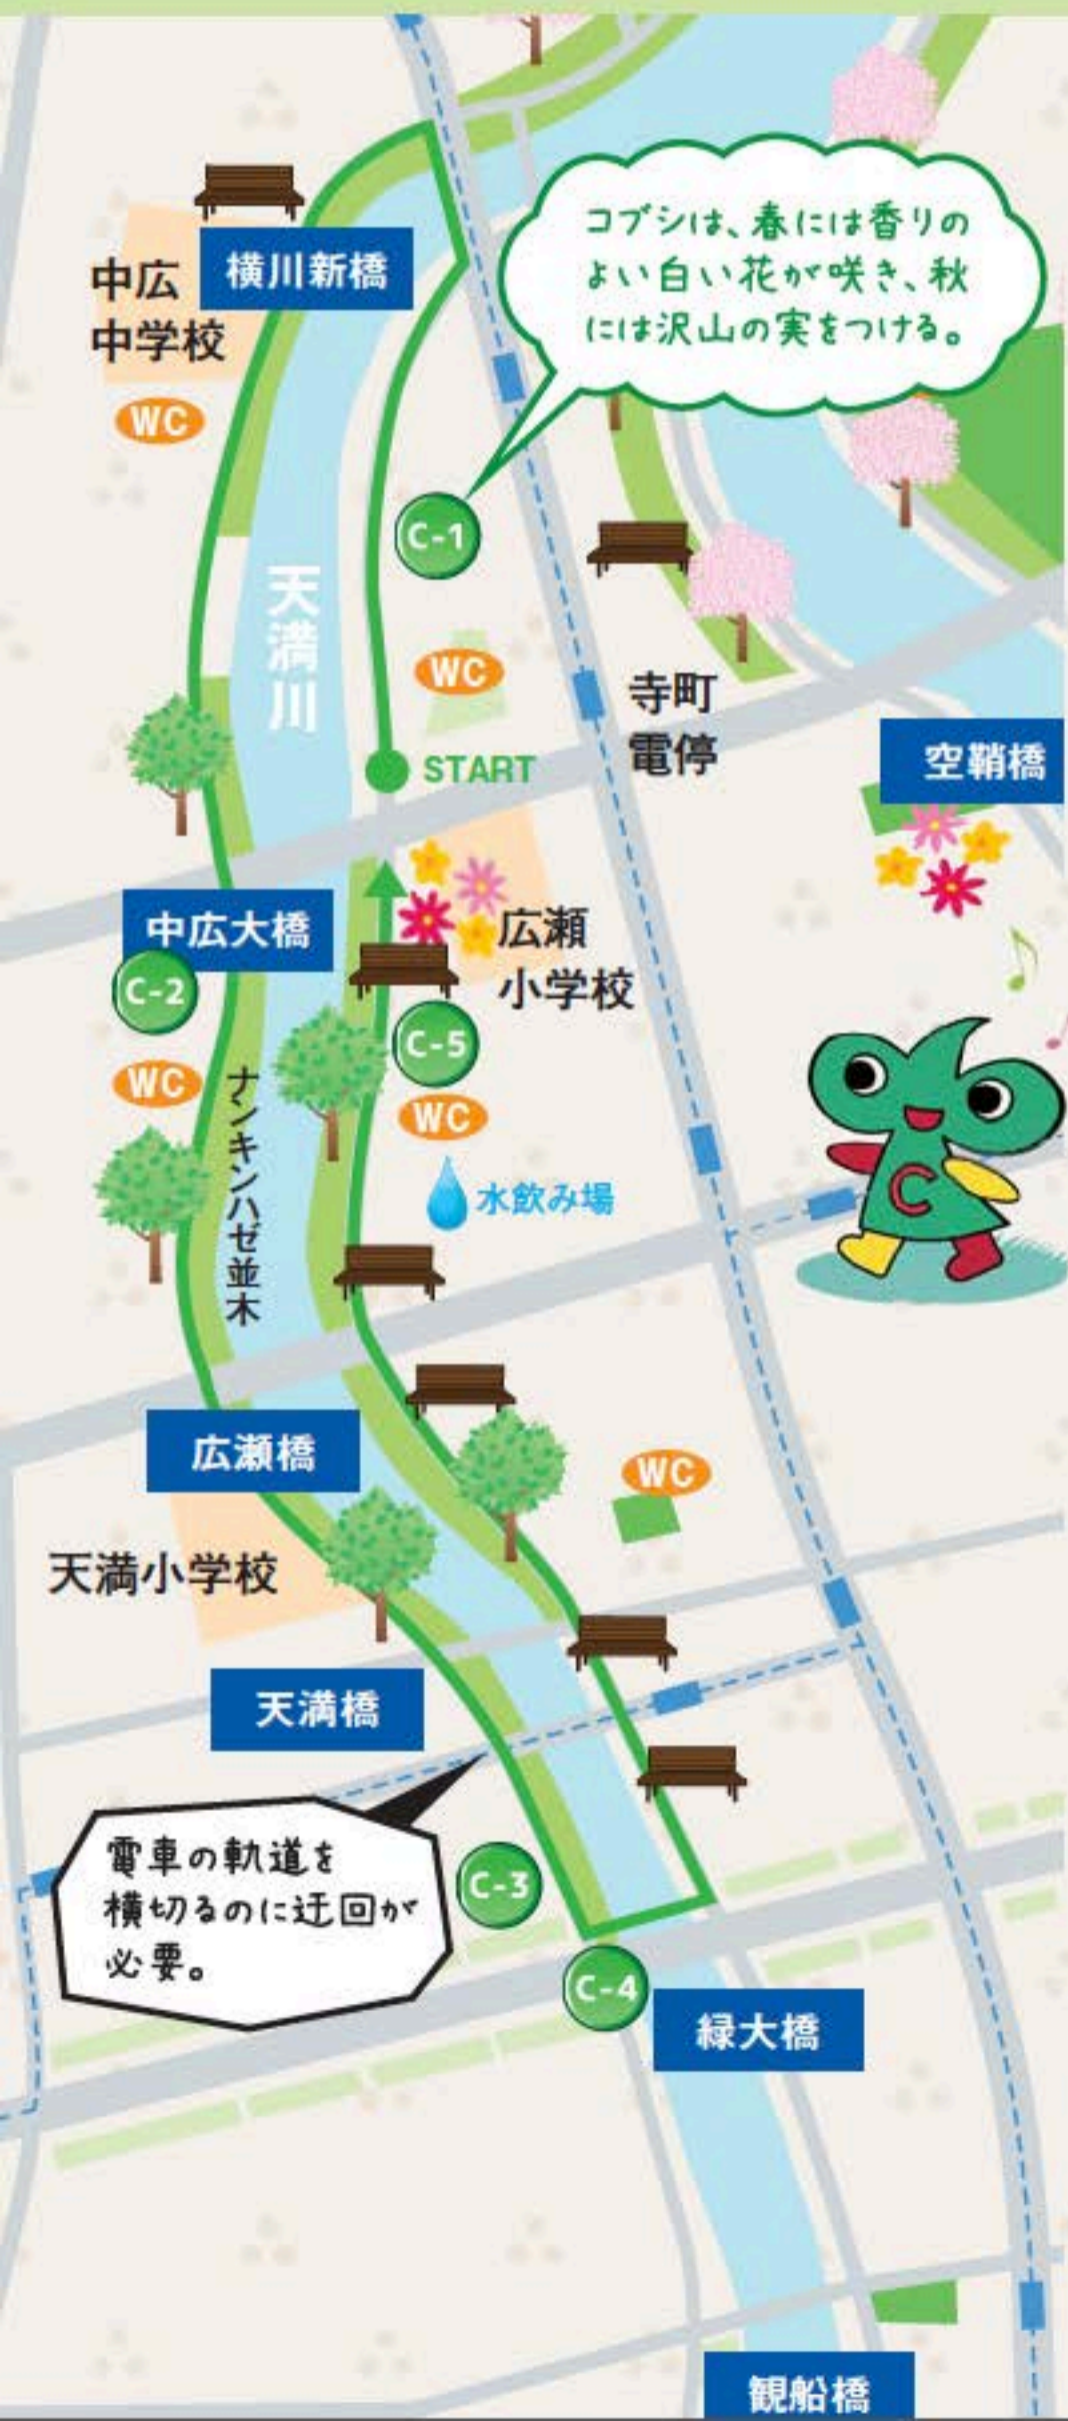 コブシは、春には香りの
よい白い花が咲き、秋
には沢山の実をつける。
横川新橋
中広
中学校
WC
C-1
天満川
WC
寺町
電停
START
空鞘橋
中広大橋
広瀬
小学校
C-2
C-5
WC
WC
ナンキンハゼ並木
水飲み場
C
広瀬橋
WC
天満小学校
天満橋
電車の軌道を
横切るのに迂回が
必要。
C-3
C-4
緑大橋
観船橋